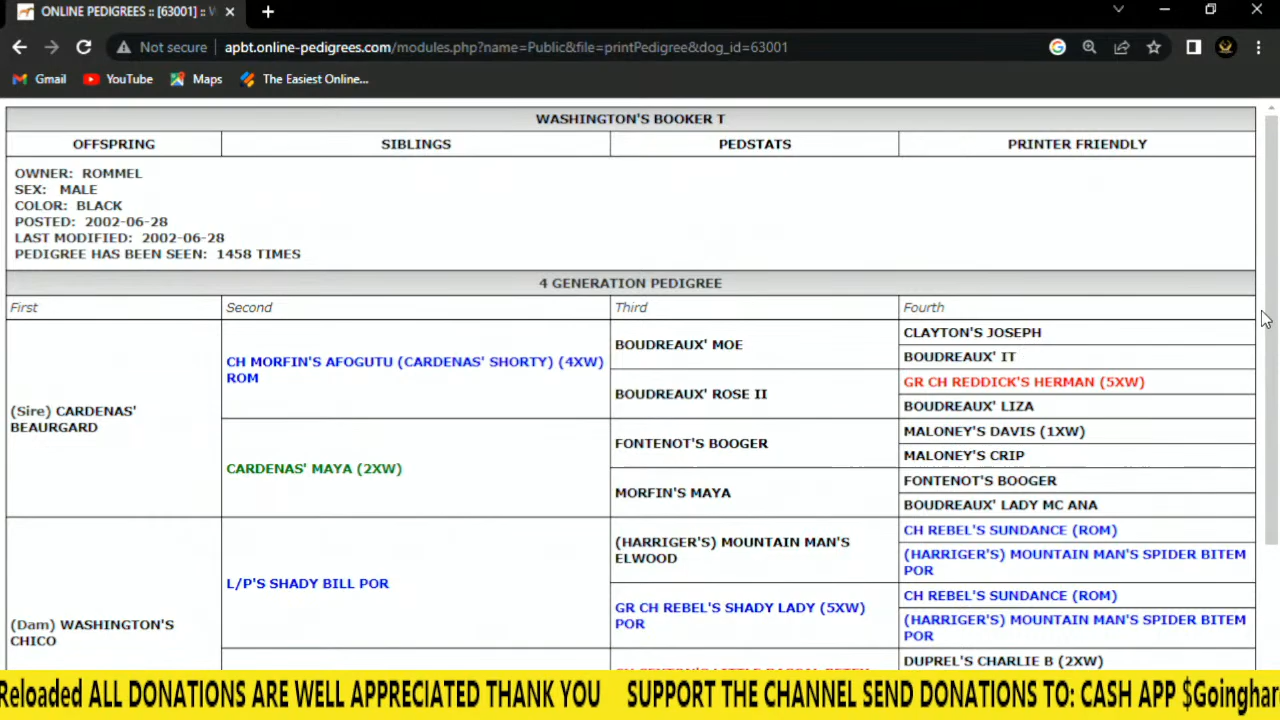 ONLINE PEDIGREES :: [63001] ::
Not secure apbt.online-pedigrees.com/modules.php?name=Public&file=printPedigree&dog_id=63001
Gmail YouTube Maps The Easiest Online...
WASHINGTON'S BOOKER T
OFFSPRING SIBLINGS PEDSTATS PRINTER FRIENDLY
OWNER: ROMMEL
SEX: MALE
COLOR: BLACK
POSTED: 2002-06-28
LAST MODIFIED: 2002-06-28
PEDIGREE HAS BEEN SEEN: 1458 TIMES
4 GENERATION PEDIGREE
First Second Third Fourth
(Sire) CARDENAS'
BEAURGARD
CH MORFIN'S AFOGUTU (CARDENAS' SHORTY) (4XW)
ROM
BOUDREAUX' MOE
CLAYTON'S JOSEPH
BOUDREAUX' IT
BOUDREAUX' ROSE II
GR CH REDDICK'S HERMAN (5XW)
BOUDREAUX' LIZA
CARDENAS' MAYA (2XW)
FONTENOT'S BOOGER
MALONEY'S DAVIS (1XW)
MALONEY'S CRIP
MORFIN'S MAYA
FONTENOT'S BOOGER
BOUDREAUX' LADY MC ANA
(Dam) WASHINGTON'S
CHICO
L/P'S SHADY BILL POR
(HARRIGER'S) MOUNTAIN MAN'S
ELWOOD
CH REBEL'S SUNDANCE (ROM)
(HARRIGER'S) MOUNTAIN MAN'S SPIDER BITEM
POR
GR CH REBEL'S SHADY LADY (5XW)
POR
CH REBEL'S SUNDANCE (ROM)
(HARRIGER'S) MOUNTAIN MAN'S SPIDER BITEM
POR
DUPREL'S CHARLIE B (2XW)
Reloaded ALL DONATIONS ARE WELL APPRECIATED THANK YOU SUPPORT THE CHANNEL SEND DONATIONS TO: CASH APP $Goinghar